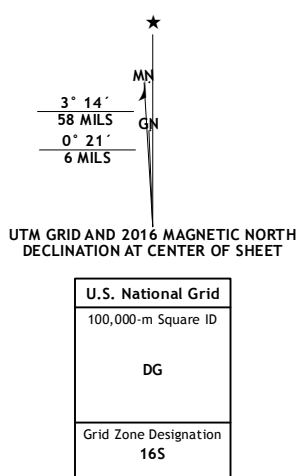 MN
3° 14´
58 MILS
GN
0° 21´
6 MILS
UTM GRID AND 2016 MAGNETIC NORTH
DECLINATION AT CENTER OF SHEET
U.S. National Grid
100,000-m Square ID
DG
Grid Zone Designation
16S